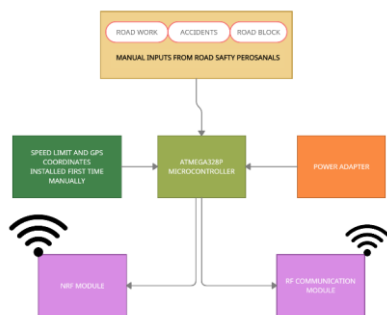 ROAD WORK
ACCIDENTS
ROAD BLOCK
MANUAL INPUTS FROM ROAD SAFTY PEROSANALS
SPEED LIMIT AND GPS
COORDINATES
INSTALLED FIRST TIME
MANUALLY
ATMEGA328P
MICROCONTROLLER
POWER ADAPTER
NRF MODULE
RF COMMUNICATION
MODULE